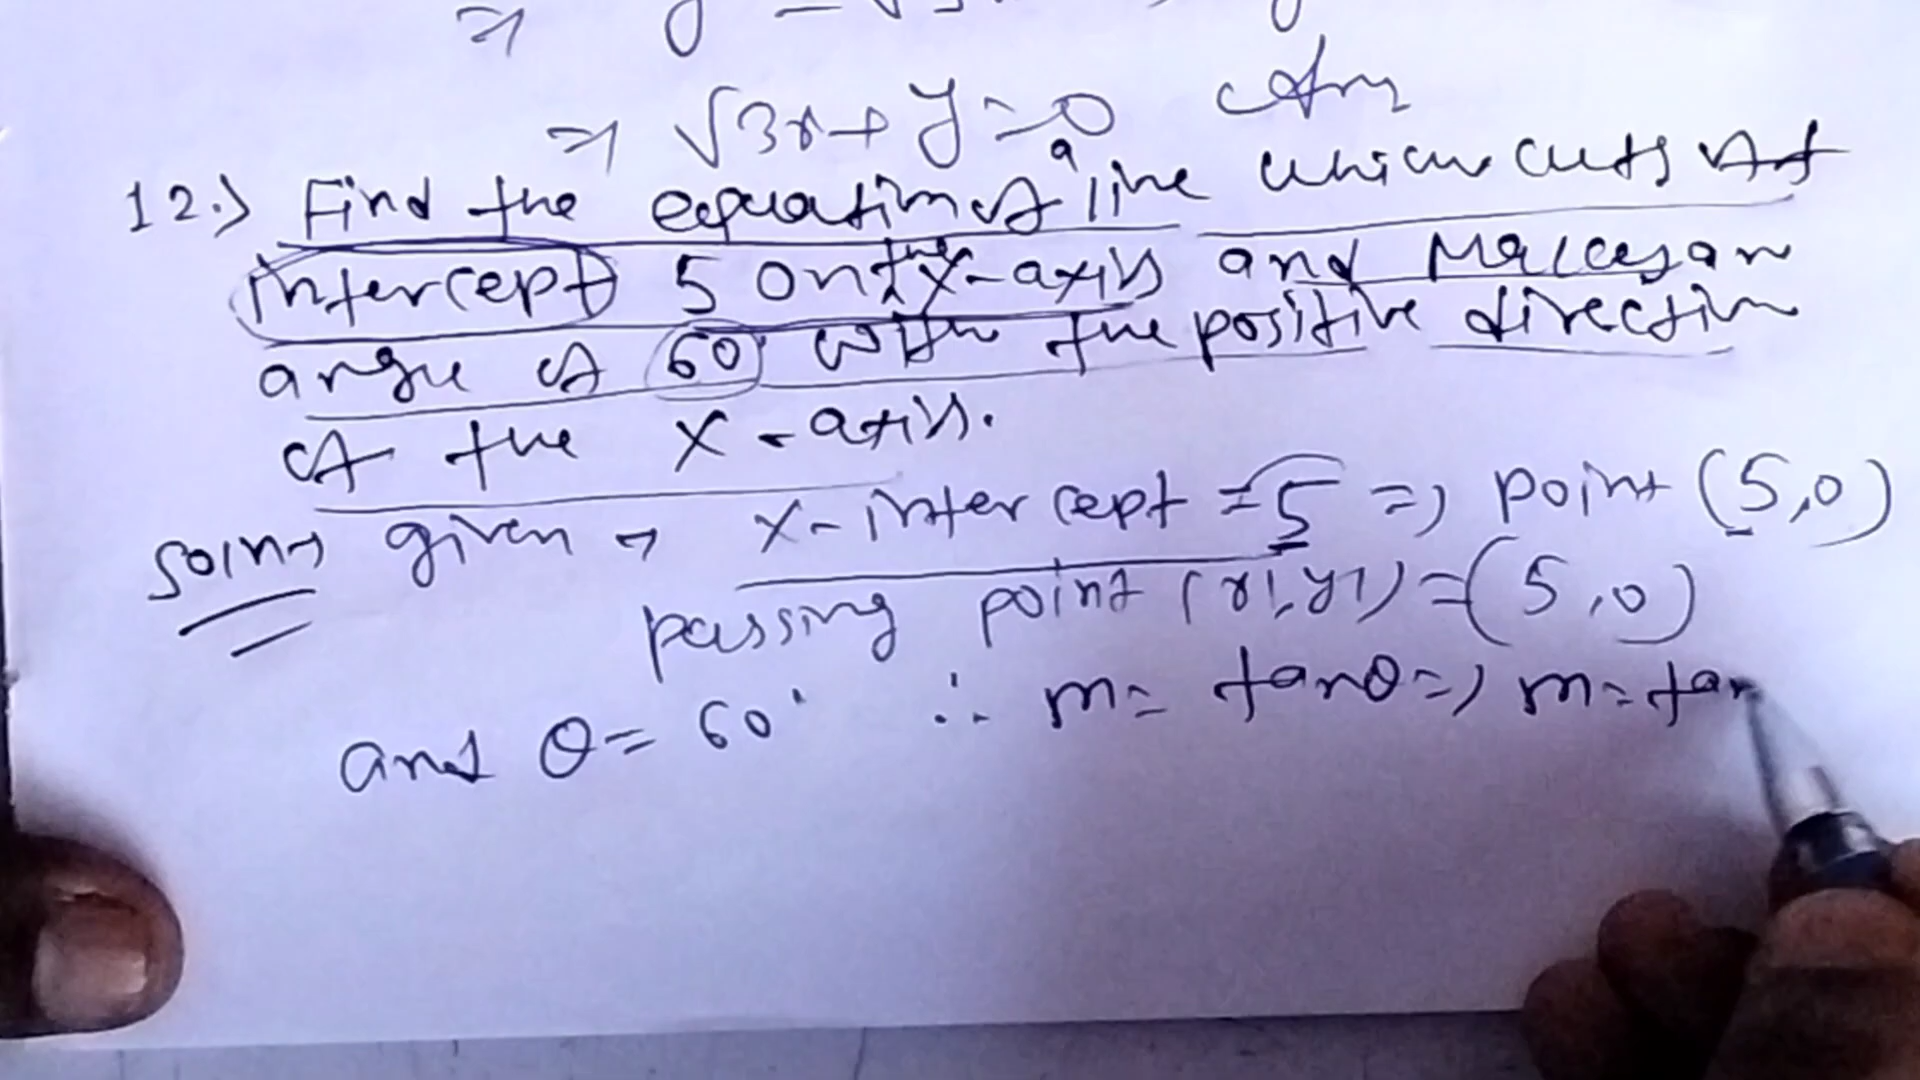 ⇒ y = √3
⇒ √3x + y = 0 Ans
12.) Find the equation of a line which cuts off
intercept 5 on the X-axis and Makes an
angle of 60° with the positive direction
of the X-axis.
Soln→ given → X-intercept = 5 ⇒ point (5,0)
passing point (x1,y1) = (5,0)
and θ = 60° ∴ m = tanθ ⇒ m = tan